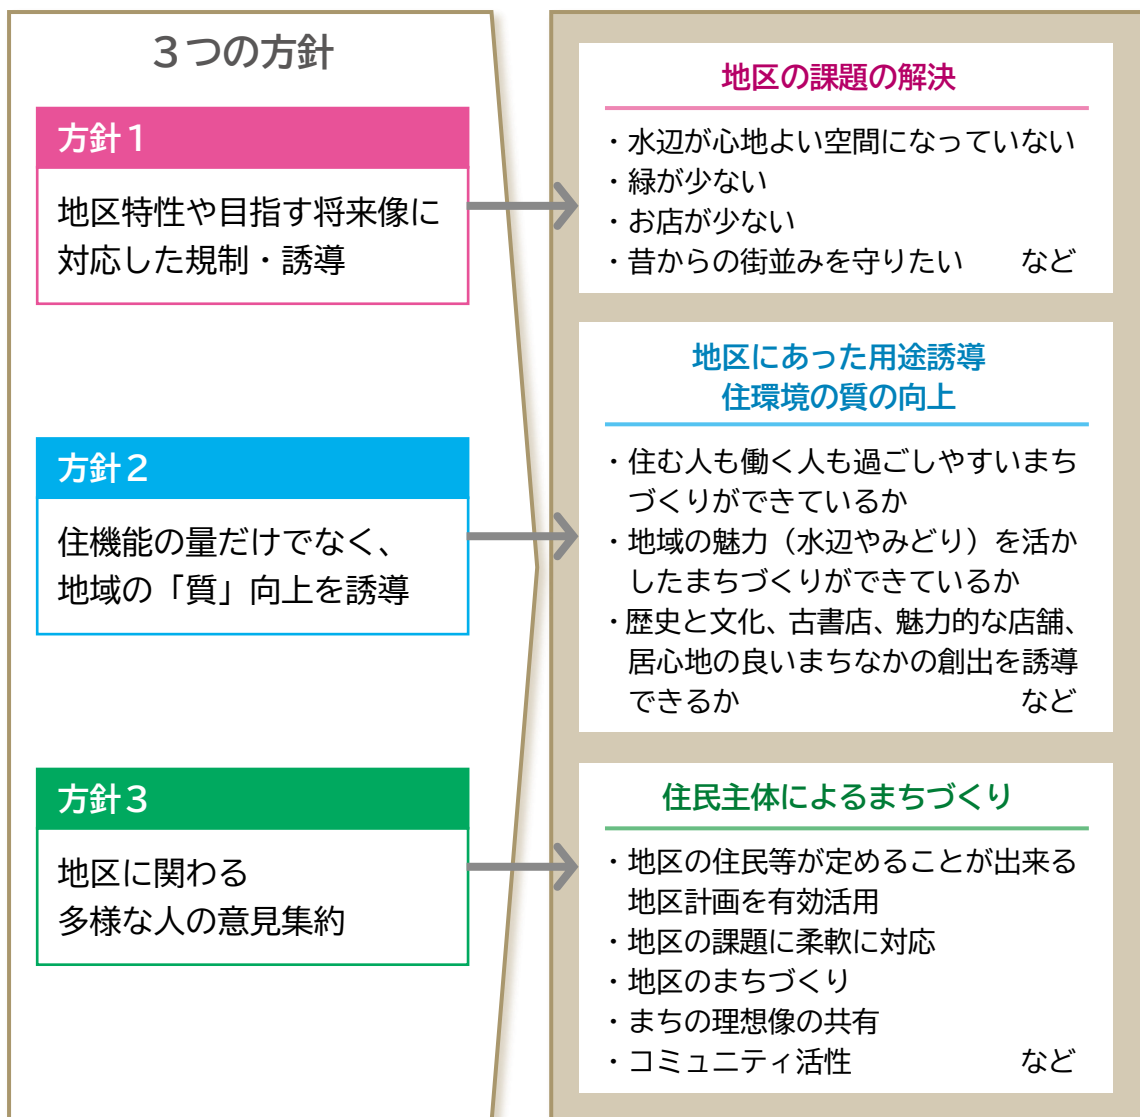 3つの方針
方針1
地区特性や目指す将来像に
対応した規制・誘導
地区の課題の解決
・水辺が心地よい空間になっていない
・緑が少ない
・お店が少ない
・昔からの街並みを守りたい　　など
方針2
住機能の量だけでなく、
地域の「質」向上を誘導
地区にあった用途誘導
住環境の質の向上
・住む人も働く人も過ごしやすいまち
づくりができているか
・地域の魅力（水辺やみどり）を活か
したまちづくりができているか
・歴史と文化、古書店、魅力的な店舗、
居心地の良いまちなかの創出を誘導
できるか　　など
方針3
地区に関わる
多様な人の意見集約
住民主体によるまちづくり
・地区の住民等が定めることが出来る
地区計画を有効活用
・地区の課題に柔軟に対応
・地区のまちづくり
・まちの理想像の共有
・コミュニティ活性　　など